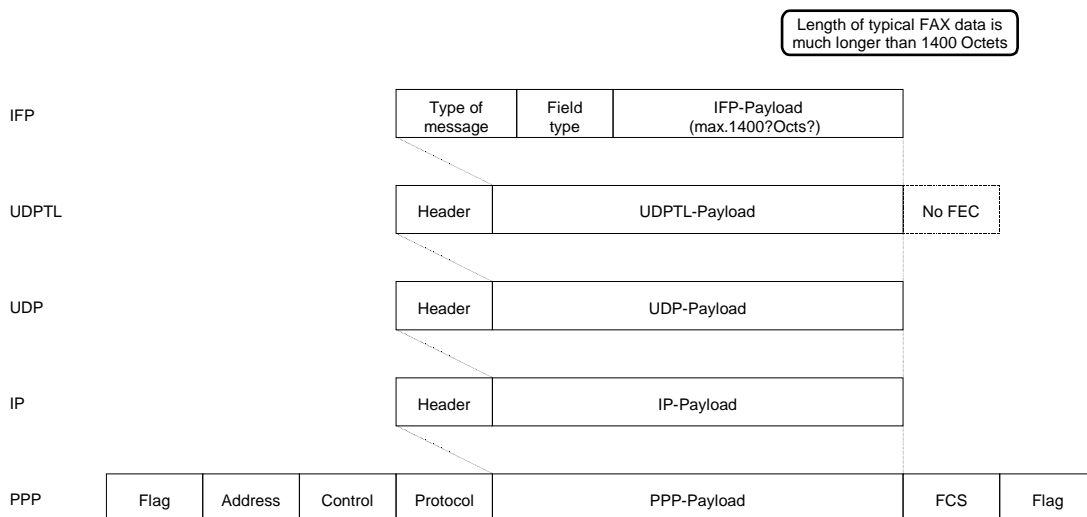 Length of typical FAX data is
much longer than 1400 Octets
IFP
Type of
message
Field
type
IFP-Payload
(max.1400?Octs?)
UDPTL
Header
UDPTL-Payload
No FEC
UDP
Header
UDP-Payload
IP
Header
IP-Payload
PPP
Flag
Address
Control
Protocol
PPP-Payload
FCS
Flag